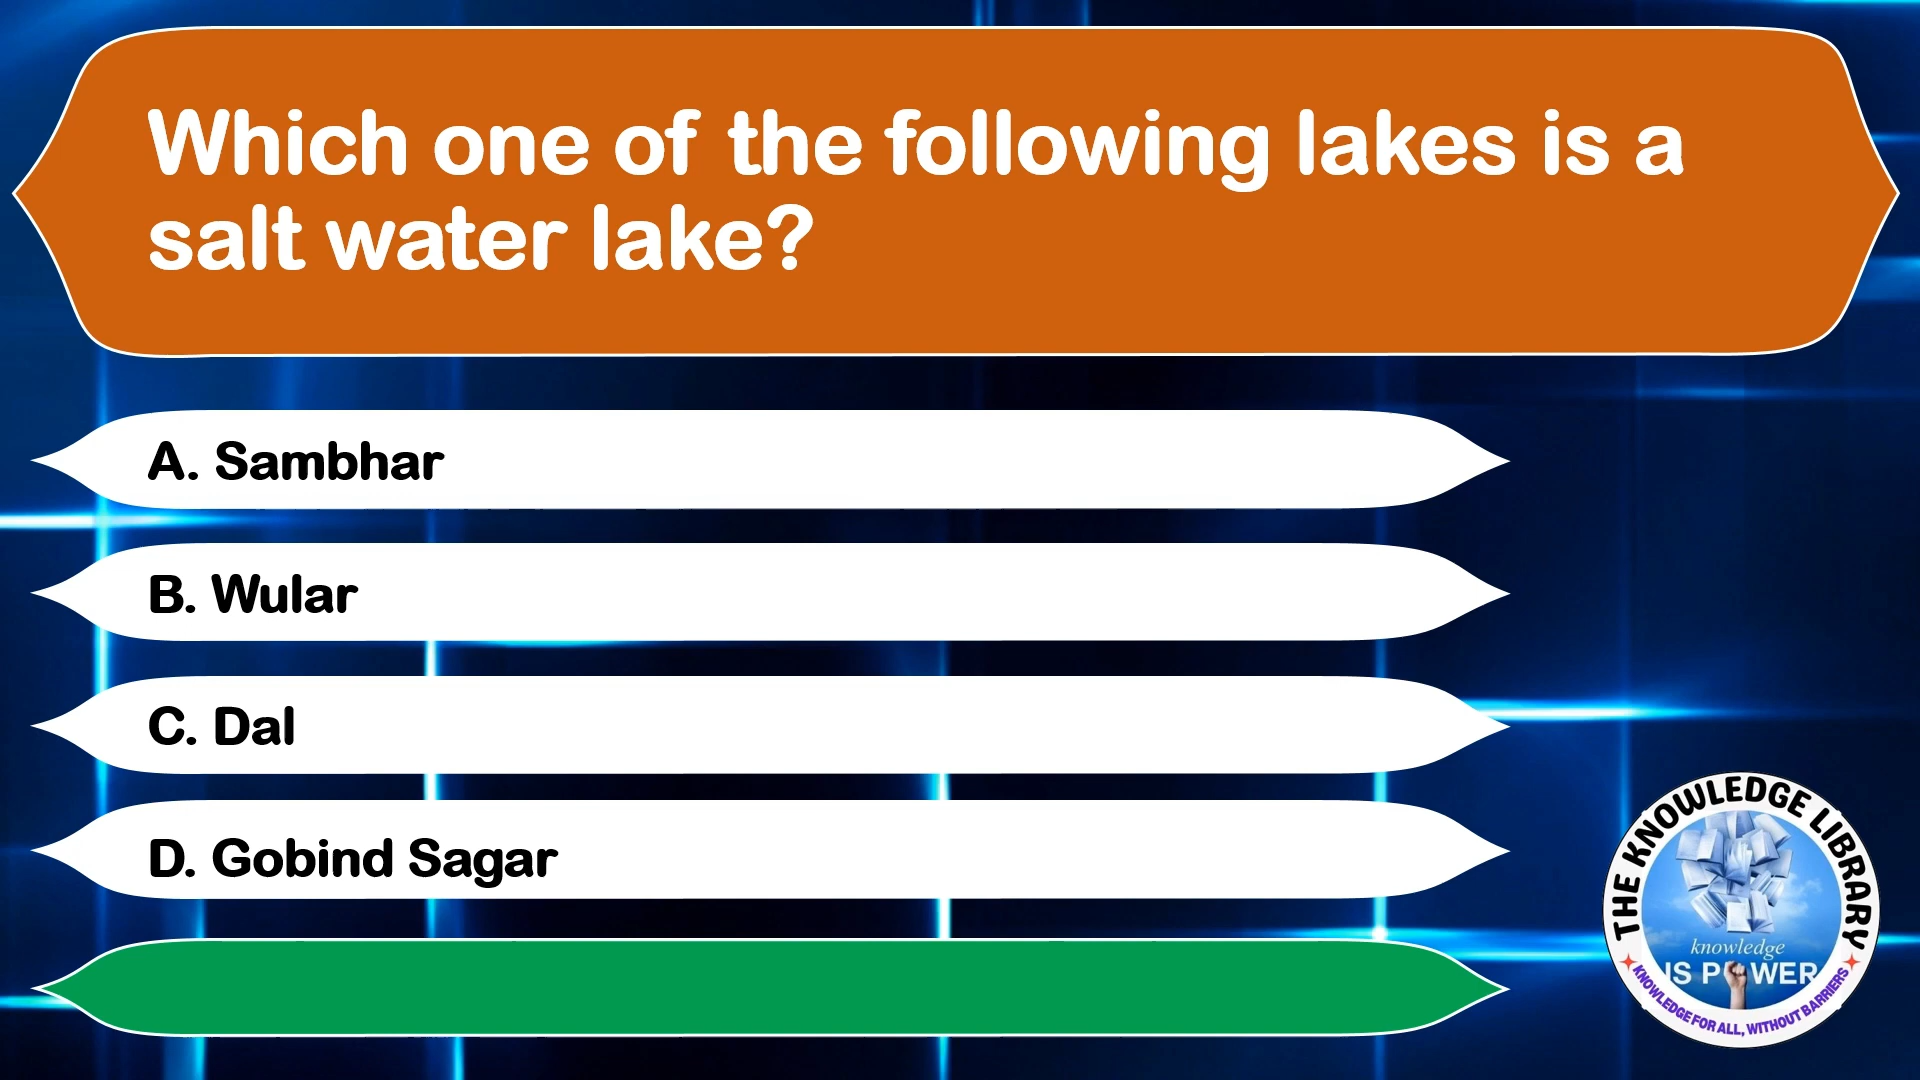 Which one of the following lakes is a
salt water lake?
A. Sambhar
B. Wular
C. Dal
D. Gobind Sagar
THE KNOWLEDGE LIBRARY
knowledge
IS POWER
KNOWLEDGE FOR ALL, WITHOUT BARRIERS